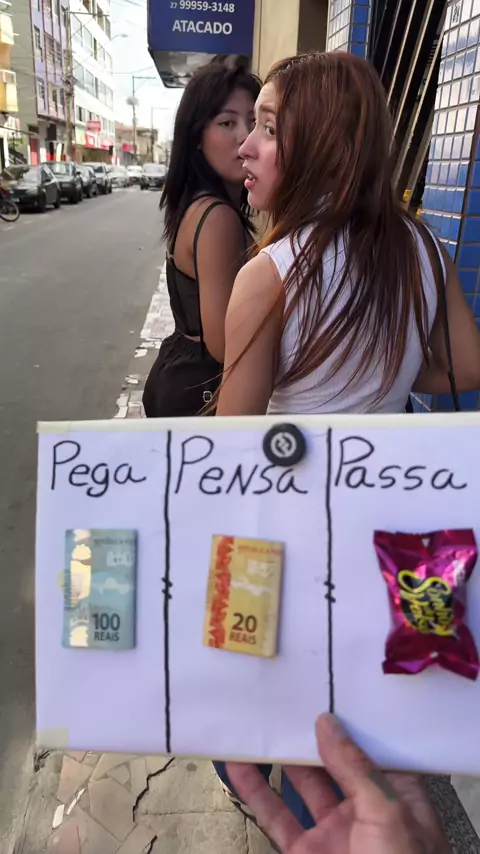 27 99959-3148
ATACADO
Pega Pensa Passa
100
REAIS
20
REAIS